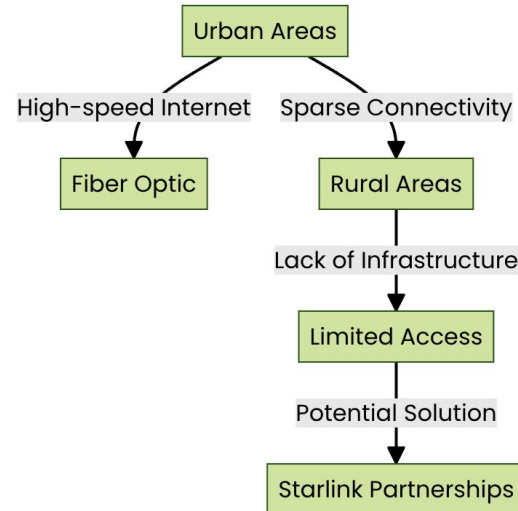 Urban Areas
High-speed Internet
Sparse Connectivity
Fiber Optic
Rural Areas
Lack of Infrastructure
Limited Access
Potential Solution
Starlink Partnerships